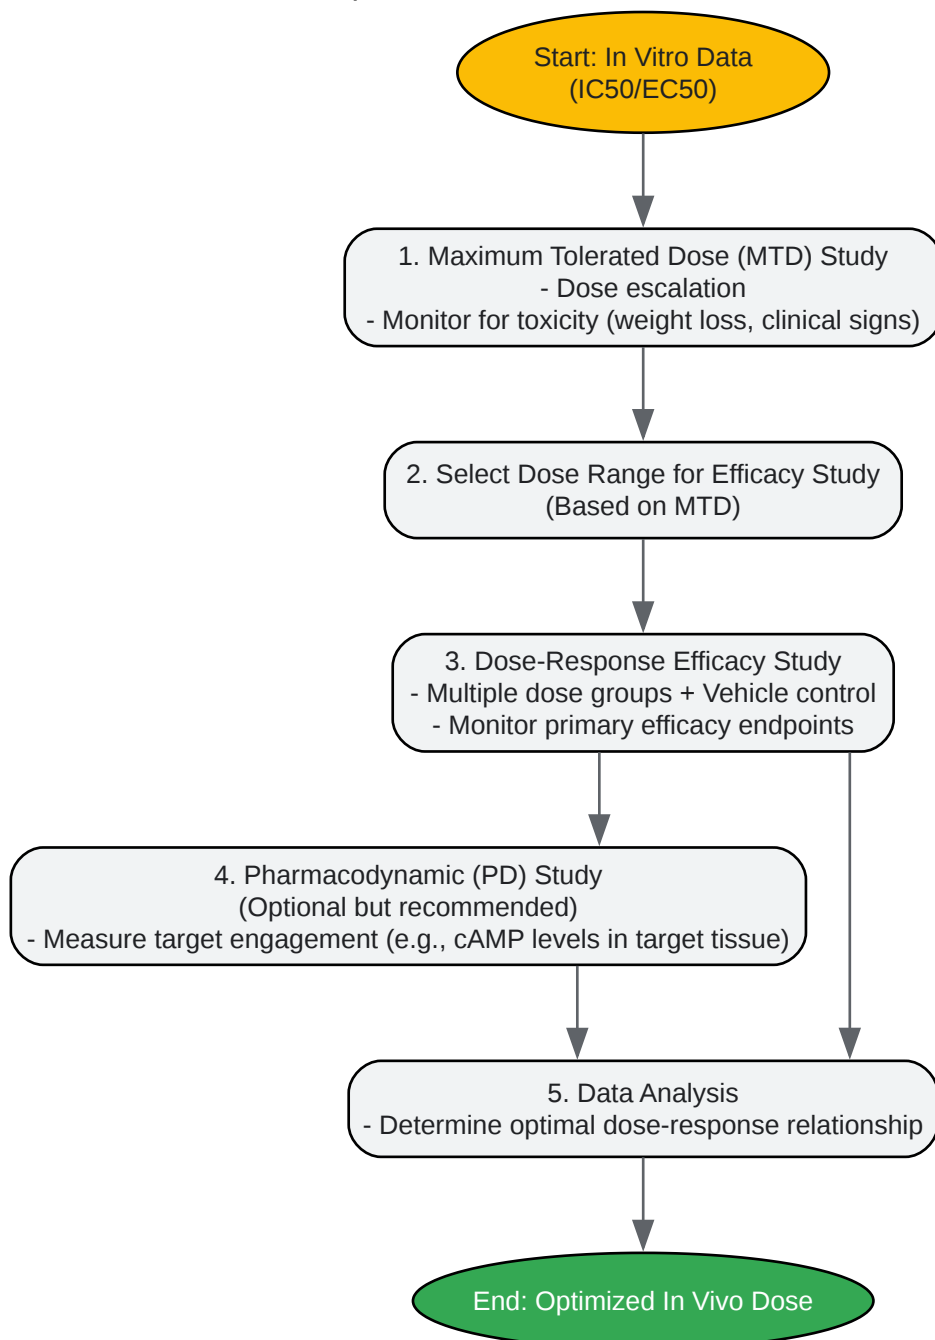 Start: In Vitro Data
(IC50/EC50)
1. Maximum Tolerated Dose (MTD) Study
- Dose escalation
- Monitor for toxicity (weight loss, clinical signs)
2. Select Dose Range for Efficacy Study
(Based on MTD)
3. Dose-Response Efficacy Study
- Multiple dose groups + Vehicle control
- Monitor primary efficacy endpoints
4. Pharmacodynamic (PD) Study
(Optional but recommended)
- Measure target engagement (e.g., cAMP levels in target tissue)
5. Data Analysis
- Determine optimal dose-response relationship
End: Optimized In Vivo Dose